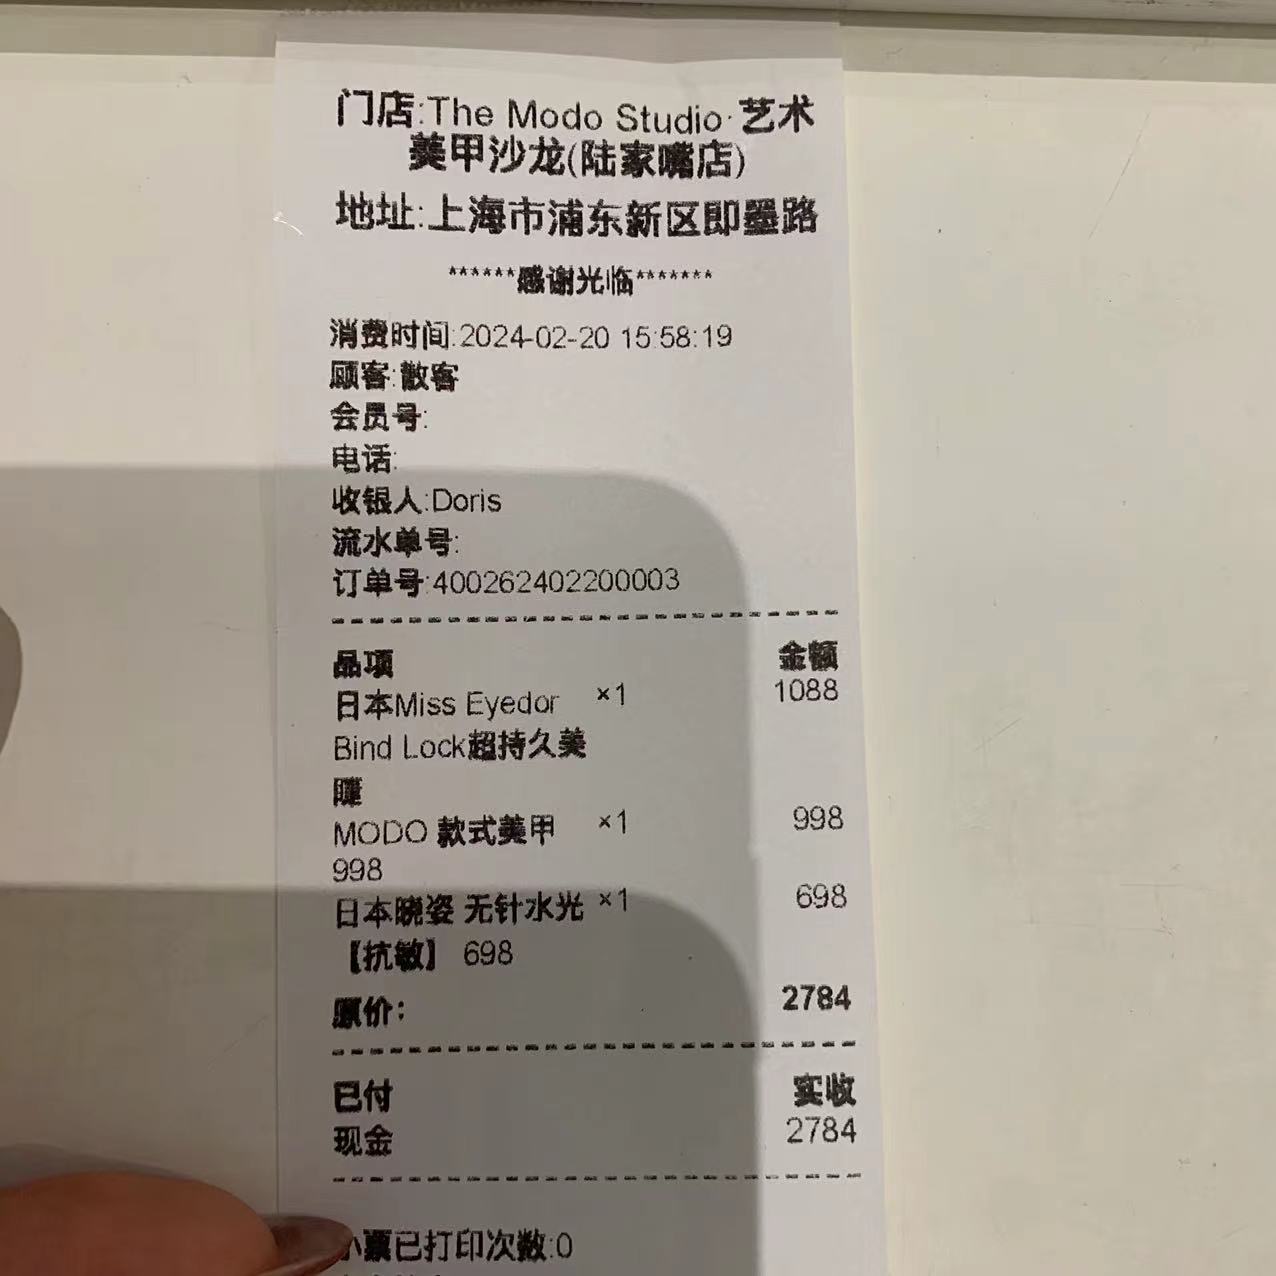 门店:The Modo Studio·艺术
美甲沙龙(陆家嘴店)
地址:上海市浦东新区即墨路
******感谢光临*******
消费时间:2024-02-20 15:58:19
顾客:散客
会员号:
电话:
收银人:Doris
流水单号:
订单号:400262402200003
品项 金额
日本Miss Eyedor ×1 1088
Bind Lock超持久美
睫
MODO 款式美甲 ×1 998
998
日本晓姿 无针水光 ×1 698
【抗敏】 698
原价: 2784
已付 实收
现金 2784
小票已打印次数:0